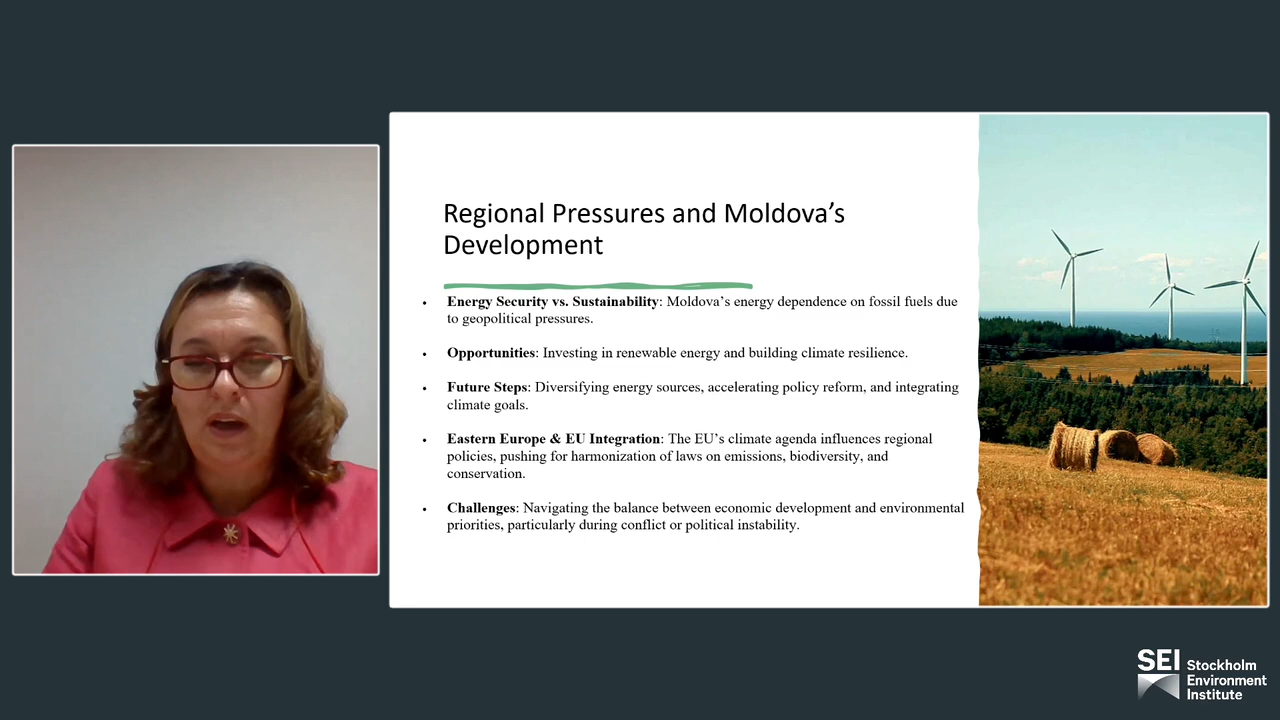 Regional Pressures and Moldova’s
Development
• Energy Security vs. Sustainability: Moldova’s energy dependence on fossil fuels due
to geopolitical pressures.
• Opportunities: Investing in renewable energy and building climate resilience.
• Future Steps: Diversifying energy sources, accelerating policy reform, and integrating
climate goals.
• Eastern Europe & EU Integration: The EU’s climate agenda influences regional
policies, pushing for harmonization of laws on emissions, biodiversity, and
conservation.
• Challenges: Navigating the balance between economic development and environmental
priorities, particularly during conflict or political instability.
SEI Stockholm
Environment
Institute